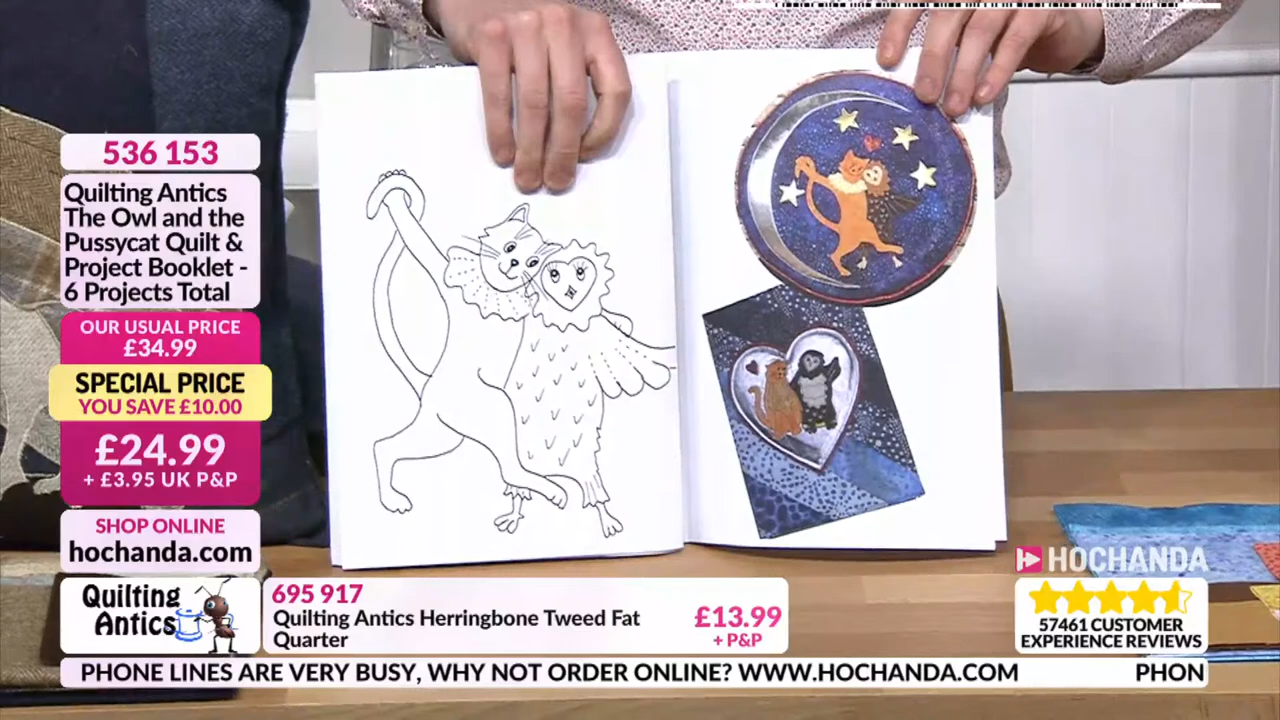 536 153
Quilting Antics
The Owl and the
Pussycat Quilt &
Project Booklet -
6 Projects Total
OUR USUAL PRICE
£34.99
SPECIAL PRICE
YOU SAVE £10.00
£24.99
+ £3.95 UK P&P
SHOP ONLINE
hochanda.com
Quilting
Antics
695 917
Quilting Antics Herringbone Tweed Fat
Quarter
£13.99
+ P&P
HOCHANDA
57461 CUSTOMER
EXPERIENCE REVIEWS
PHONE LINES ARE VERY BUSY, WHY NOT ORDER ONLINE? WWW.HOCHANDA.COM
PHON